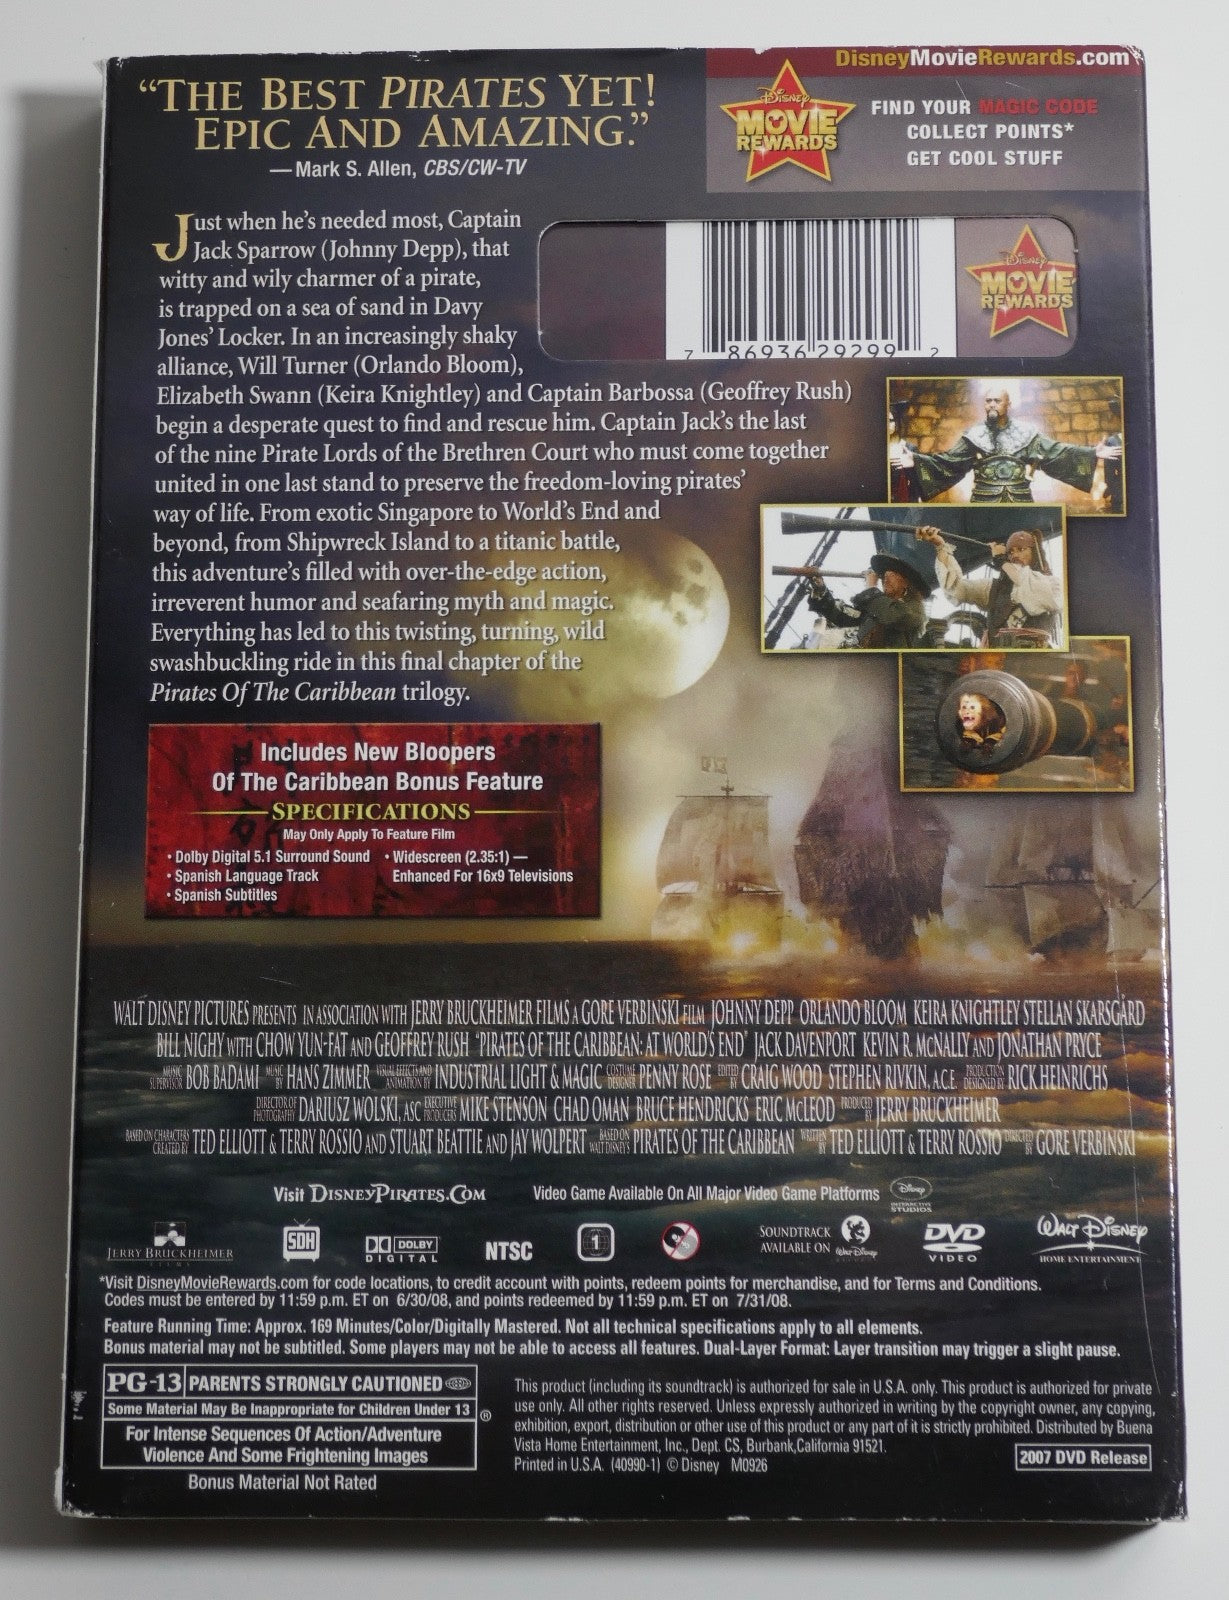 "THE BEST PIRATES YET!
EPIC AND AMAZING."
—Mark S. Allen, CBS/CW-TV
DisneyMovieRewards.com
Disney
MOVIE
REWARDS
FIND YOUR MAGIC CODE
COLLECT POINTS*
GET COOL STUFF
Just when he's needed most, Captain
Jack Sparrow (Johnny Depp), that
witty and wily charmer of a pirate,
is trapped on a sea of sand in Davy
Jones' Locker. In an increasingly shaky
alliance, Will Turner (Orlando Bloom),
Elizabeth Swann (Keira Knightley) and Captain Barbossa (Geoffrey Rush)
begin a desperate quest to find and rescue him. Captain Jack's the last
of the nine Pirate Lords of the Brethren Court who must come together
united in one last stand to preserve the freedom-loving pirates'
way of life. From exotic Singapore to World's End and
beyond, from Shipwreck Island to a titanic battle,
this adventure's filled with over-the-edge action,
irreverent humor and seafaring myth and magic.
Everything has led to this twisting, turning, wild
swashbuckling ride in this final chapter of the
Pirates Of The Caribbean trilogy.
7 86936 29299 2
Disney
MOVIE
REWARDS
Includes New Bloopers
Of The Caribbean Bonus Feature
SPECIFICATIONS
May Only Apply To Feature Film
• Dolby Digital 5.1 Surround Sound
• Spanish Language Track
• Spanish Subtitles
• Widescreen (2.35:1) —
Enhanced For 16x9 Televisions
WALT DISNEY PICTURES PRESENTS IN ASSOCIATION WITH JERRY BRUCKHEIMER FILMS A GORE VERBINSKI FILM JOHNNY DEPP ORLANDO BLOOM KEIRA KNIGHTLEY STELLAN SKARSGÅRD
BILL NIGHY WITH CHOW YUN-FAT AND GEOFFREY RUSH "PIRATES OF THE CARIBBEAN: AT WORLD'S END" JACK DAVENPORT KEVIN R. McNALLY AND JONATHAN PRYCE
MUSIC SUPERVISOR BOB BADAMI MUSIC BY HANS ZIMMER VISUAL EFFECTS AND ANIMATION BY INDUSTRIAL LIGHT & MAGIC COSTUME DESIGNER PENNY ROSE EDITED BY CRAIG WOOD STEPHEN RIVKIN, A.C.E. PRODUCTION DESIGNED BY RICK HEINRICHS
DIRECTOR OF PHOTOGRAPHY DARIUSZ WOLSKI, ASC EXECUTIVE PRODUCERS MIKE STENSON CHAD OMAN BRUCE HENDRICKS ERIC McLEOD PRODUCED BY JERRY BRUCKHEIMER
BASED ON CHARACTERS CREATED BY TED ELLIOTT & TERRY ROSSIO AND STUART BEATTIE AND JAY WOLPERT BASED ON WALT DISNEY'S PIRATES OF THE CARIBBEAN WRITTEN BY TED ELLIOTT & TERRY ROSSIO DIRECTED BY GORE VERBINSKI
Visit DISNEYPIRATES.COM
Video Game Available On All Major Video Game Platforms
Disney
INTERACTIVE
STUDIOS
JERRY BRUCKHEIMER
FILMS
SDH
DOLBY
DIGITAL
NTSC
1
SOUNDTRACK
AVAILABLE ON
Walt Disney
RECORDS
DVD
VIDEO
WALT DISNEY
HOME ENTERTAINMENT
*Visit DisneyMovieRewards.com for code locations, to credit account with points, redeem points for merchandise, and for Terms and Conditions.
Codes must be entered by 11:59 p.m. ET on 6/30/08, and points redeemed by 11:59 p.m. ET on 7/31/08.
Feature Running Time: Approx. 169 Minutes/Color/Digitally Mastered. Not all technical specifications apply to all elements.
Bonus material may not be subtitled. Some players may not be able to access all features. Dual-Layer Format: Layer transition may trigger a slight pause.
PG-13 PARENTS STRONGLY CAUTIONED
Some Material May Be Inappropriate for Children Under 13
®
For Intense Sequences Of Action/Adventure
Violence And Some Frightening Images
Bonus Material Not Rated
This product (including its soundtrack) is authorized for sale in U.S.A. only. This product is authorized for private
use only. All other rights reserved. Unless expressly authorized in writing by the copyright owner, any copying,
exhibition, export, distribution or other use of this product or any part of it is strictly prohibited. Distributed by Buena
Vista Home Entertainment, Inc., Dept. CS, Burbank,California 91521.
Printed in U.S.A. (40990-1) © Disney M0926
2007 DVD Release